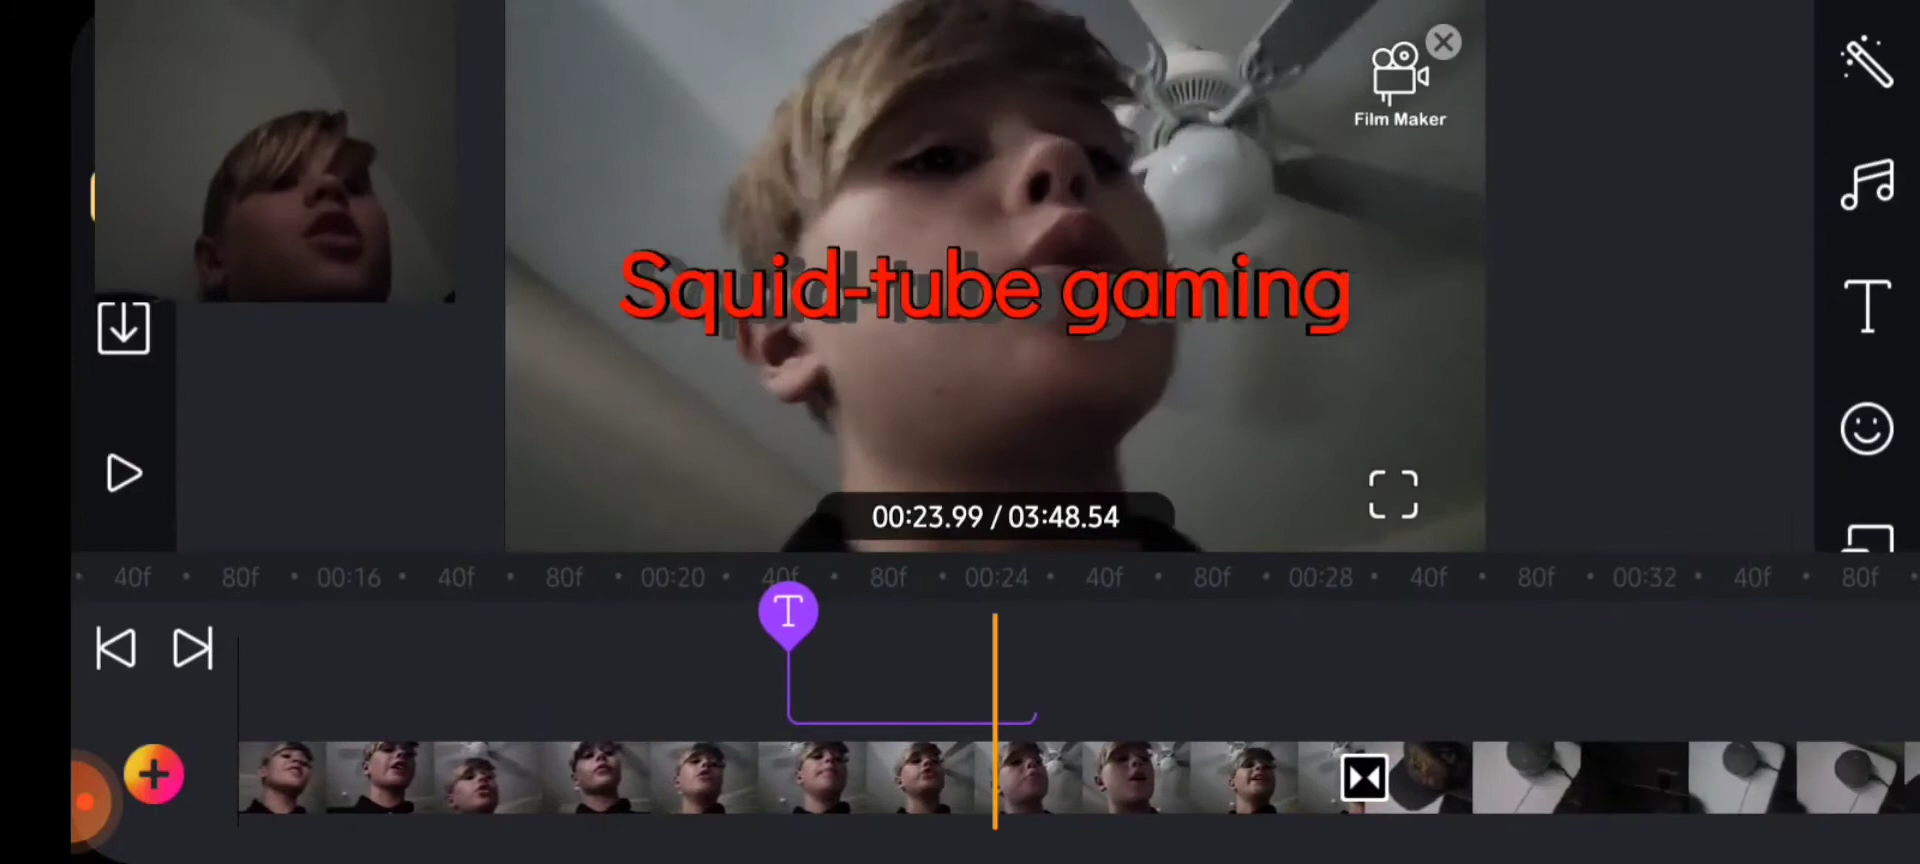 Film Maker
Squid-tube gaming
00:23.99 / 03:48.54
40f 80f 00:16 40f 80f 00:20 40f 80f 00:24 40f 80f 00:28 40f 80f 00:32 40f 80f
T
T